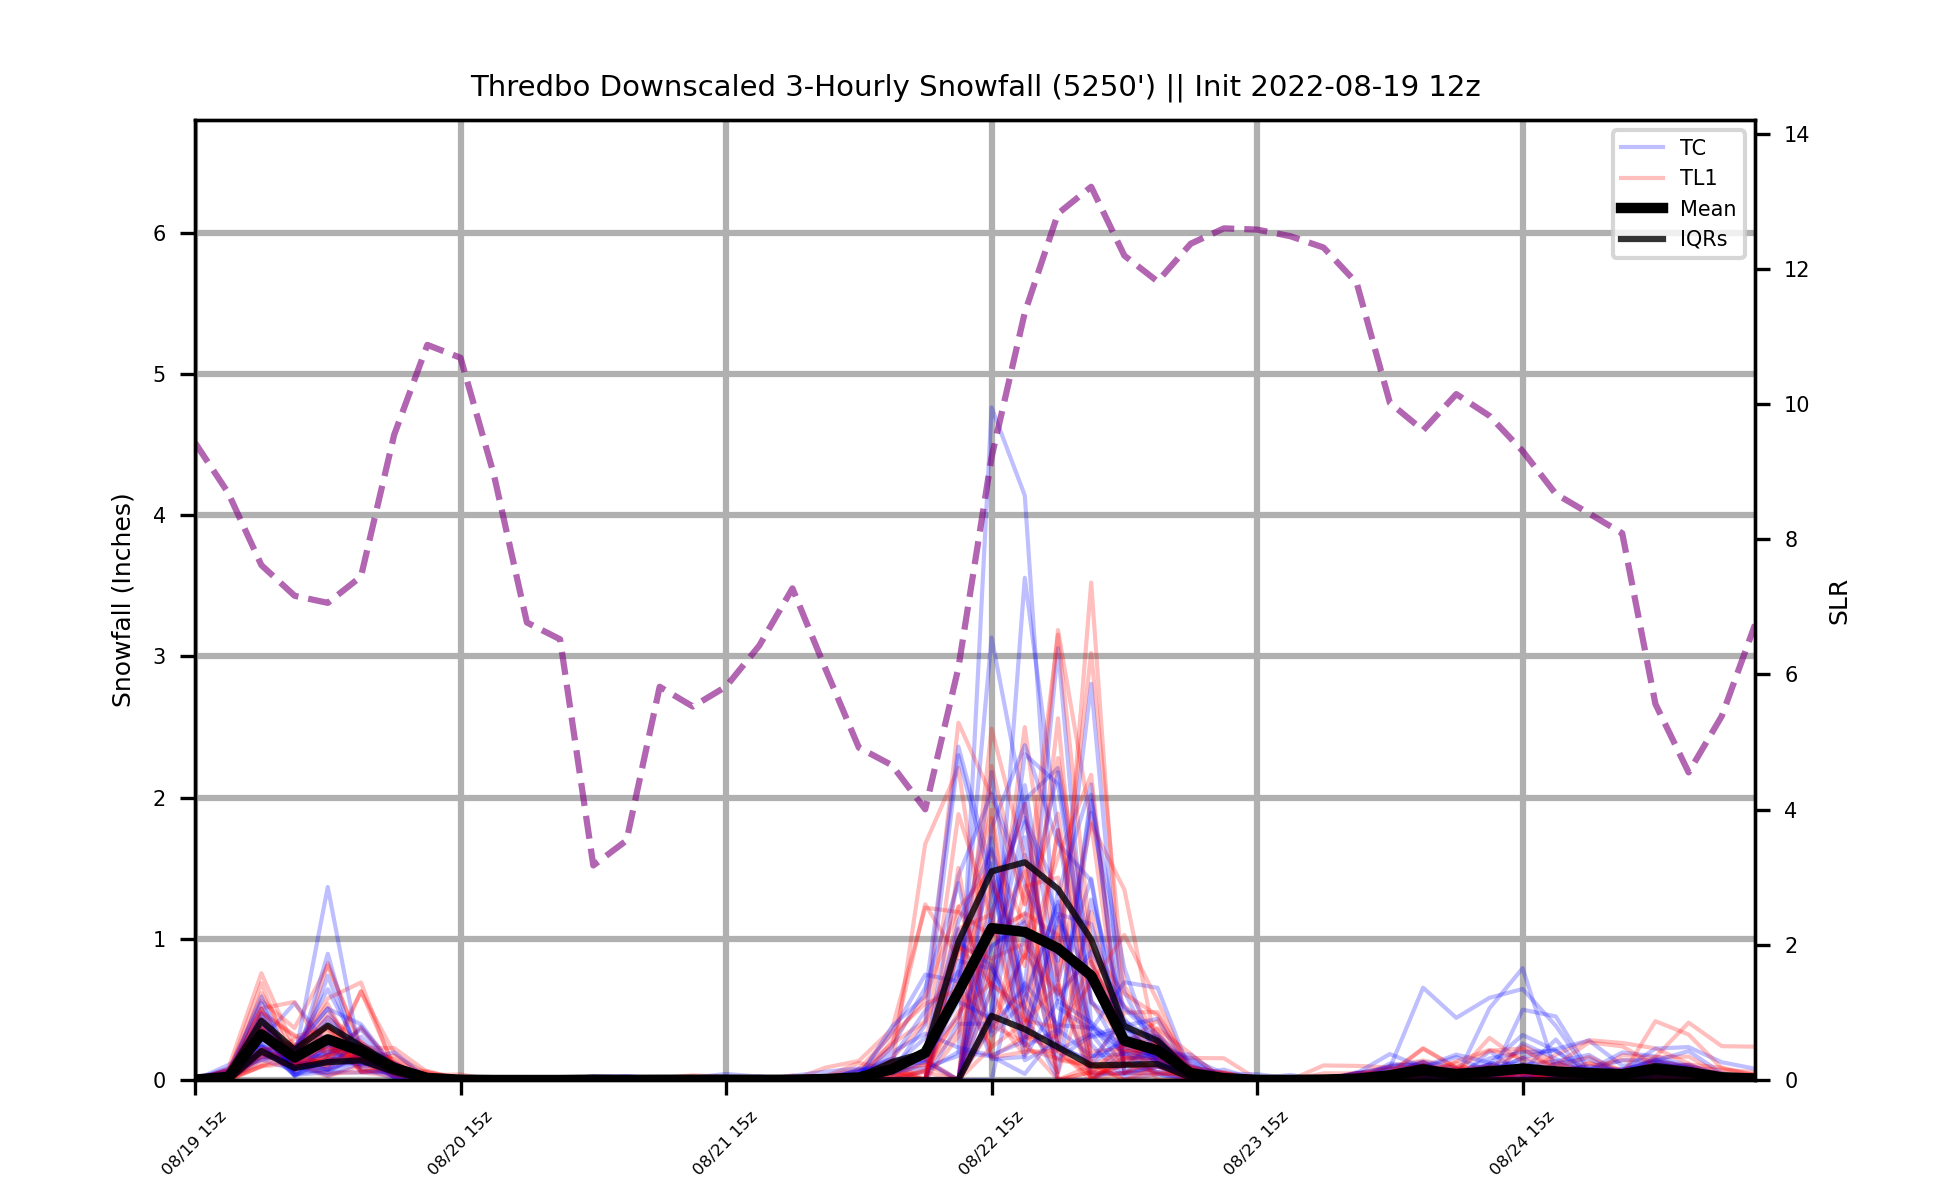 Thredbo Downscaled 3-Hourly Snowfall (5250') || Init 2022-08-19 12z
TC
TL1
Mean
IQRs
Snowfall (Inches)
6
5
4
3
2
1
0
14
12
10
8
6
4
2
0
SLR
08/19 15z
08/20 15z
08/21 15z
08/22 15z
08/23 15z
08/24 15z